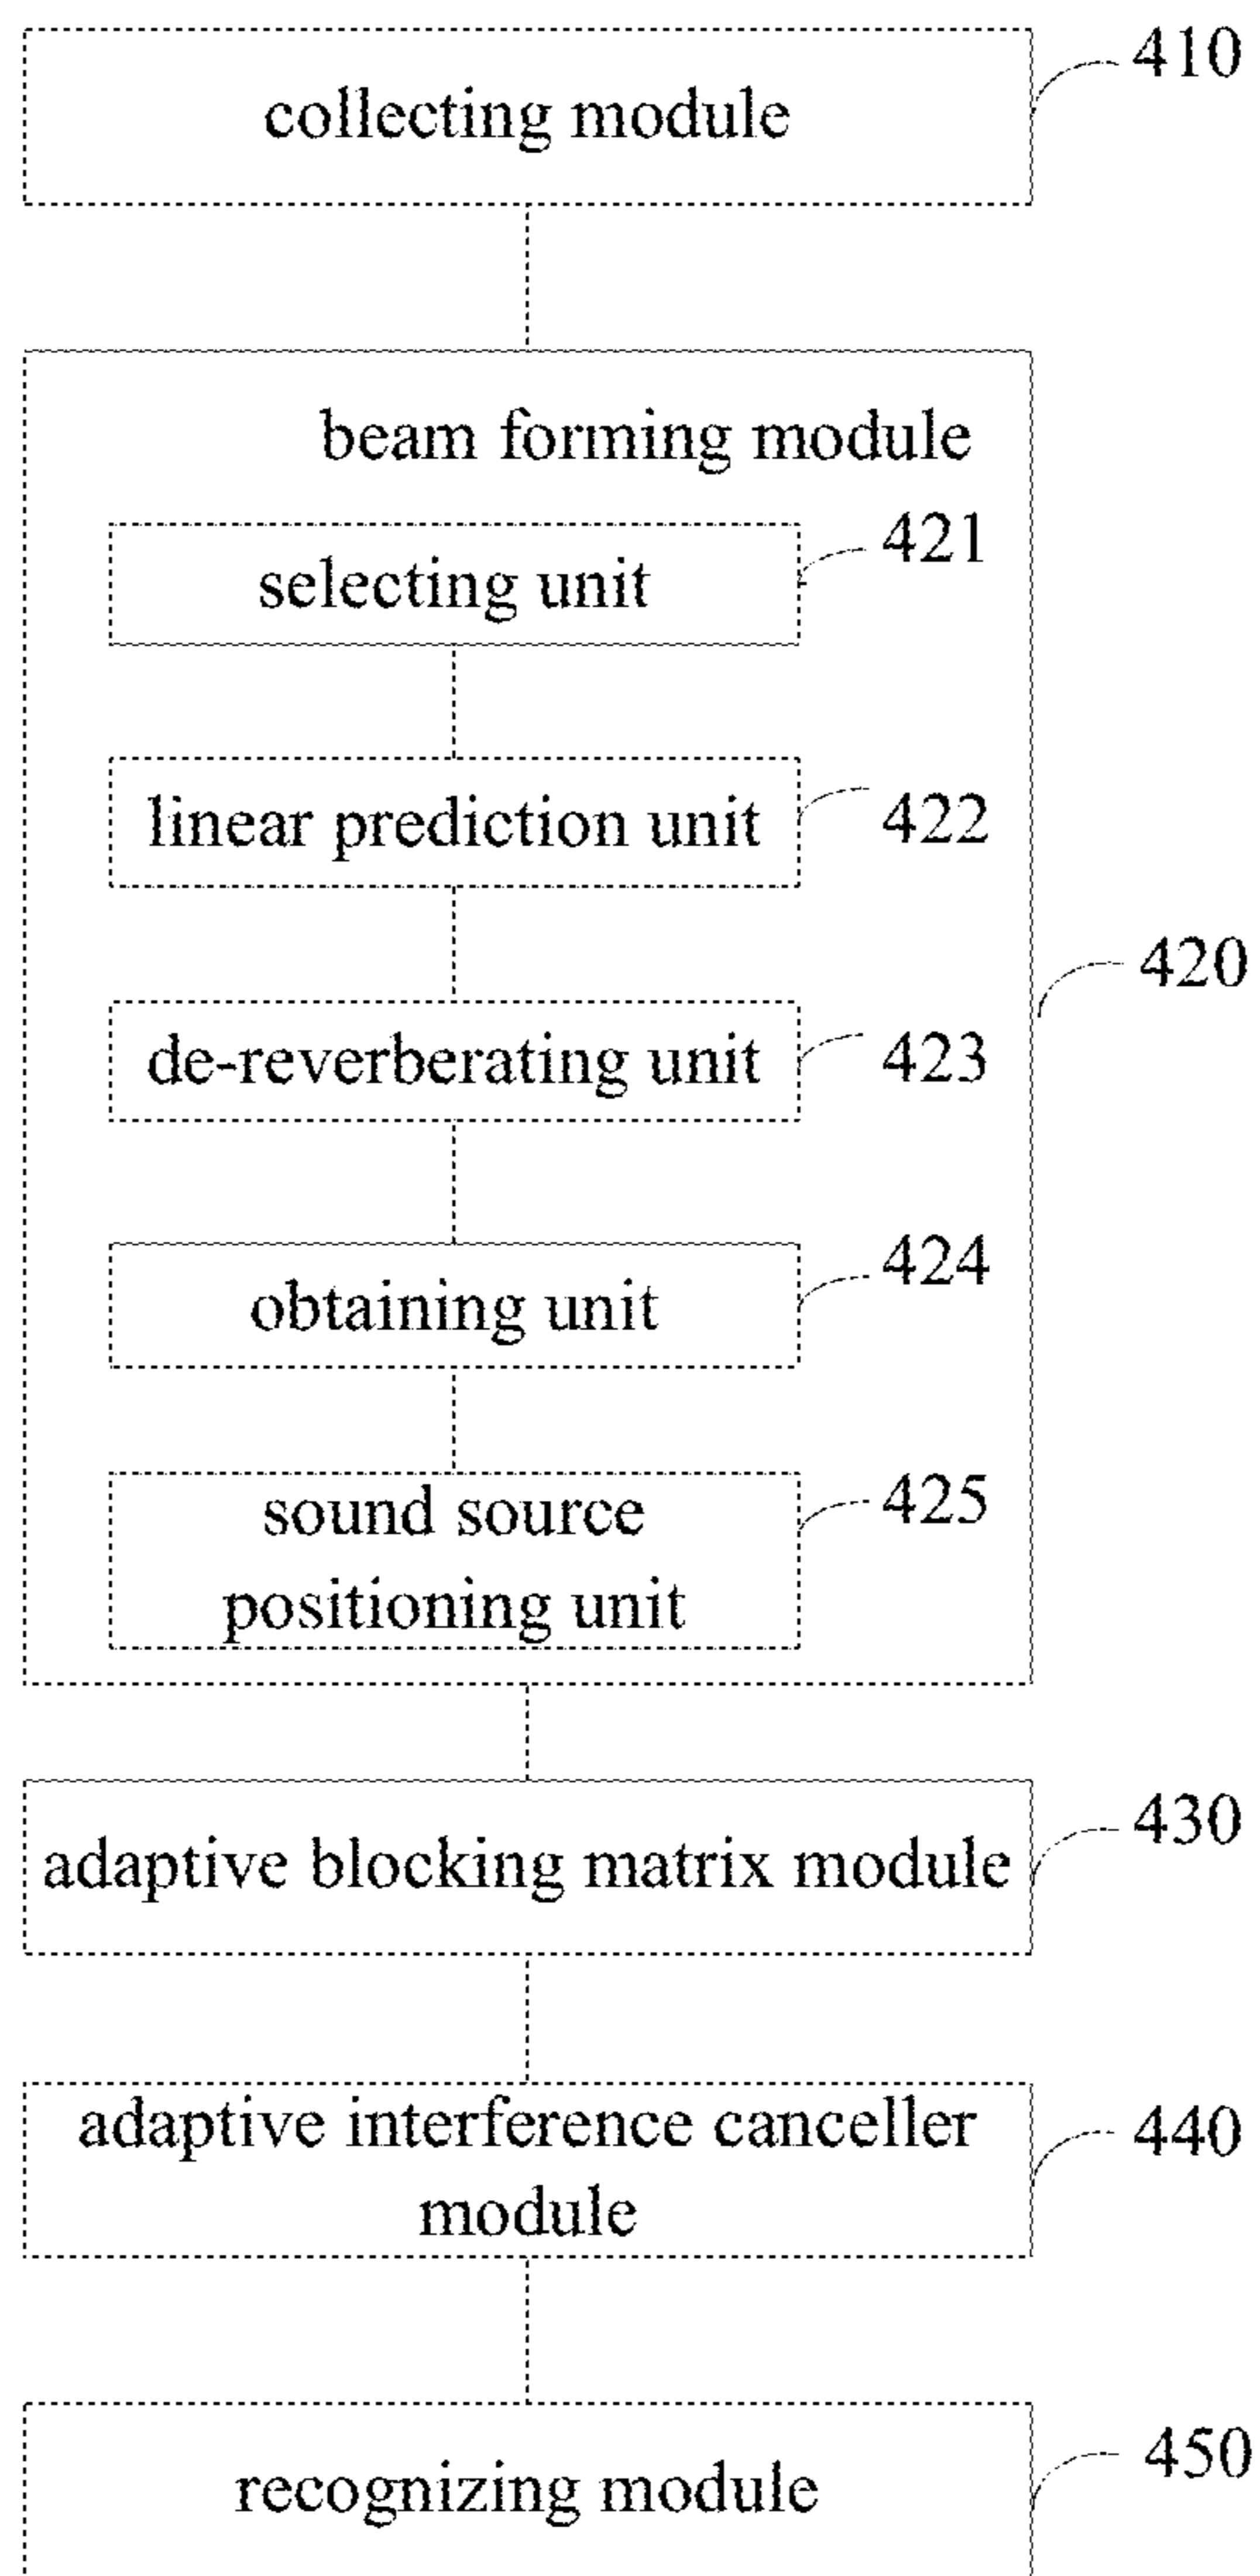 collecting module
410
beam forming module
selecting unit
421
linear prediction unit
422
420
de-reverberating unit
423
obtaining unit
424
sound source
positioning unit
425
adaptive blocking matrix module
430
adaptive interference canceller
module
440
recognizing module
450